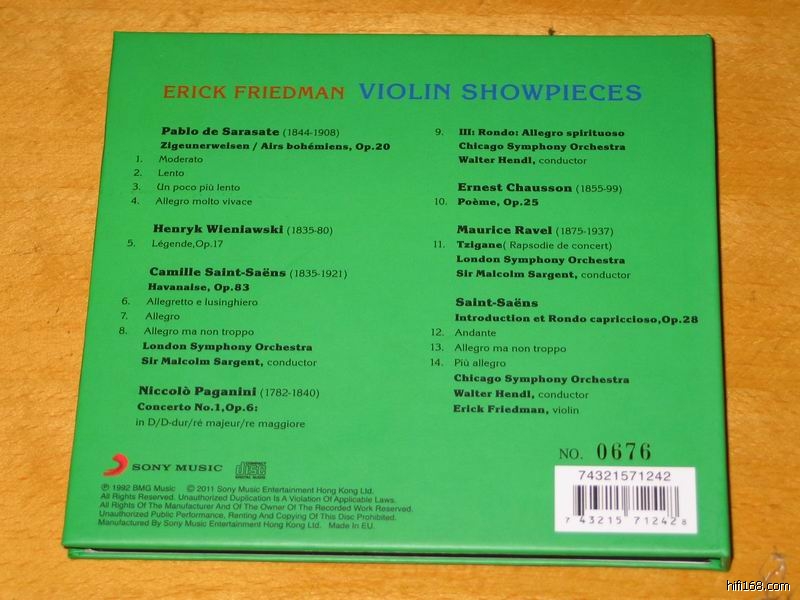 ERICK FRIEDMAN VIOLIN SHOWPIECES
Pablo de Sarasate (1844-1908)
Zigeunerweisen / Airs bohémiens, Op.20
1. Moderato
2. Lento
3. Un poco più lento
4. Allegro molto vivace
Henryk Wieniawski (1835-80)
5. Légende,Op.17
Camille Saint-Saëns (1835-1921)
Havanaise, Op.83
6. Allegretto e lusinghiero
7. Allegro
8. Allegro ma non troppo
London Symphony Orchestra
Sir Malcolm Sargent, conductor
Niccolò Paganini (1782-1840)
Concerto No.1,Op.6:
in D/D-dur/ré majeur/re maggiore
9. III: Rondo: Allegro spirituoso
Chicago Symphony Orchestra
Walter Hendl, conductor
Ernest Chausson (1855-99)
10. Poème, Op.25
Maurice Ravel (1875-1937)
11. Tzigane( Rapsodie de concert)
London Symphony Orchestra
Sir Malcolm Sargent, conductor
Saint-Saëns
Introduction et Rondo capriccioso,Op.28
12. Andante
13. Allegro ma non troppo
14. Più allegro
Chicago Symphony Orchestra
Walter Hendl, conductor
Erick Friedman, violin
NO. 0676
SONY MUSIC
COMPACT
disc
DIGITAL AUDIO
℗ 1992 BMG Music © 2011 Sony Music Entertainment Hong Kong Ltd.
All Rights Reserved. Unauthorized Duplication Is A Violation Of Applicable Laws.
All Rights Of The Manufacturer And Of The Owner Of The Recorded Work Reserved.
Unauthorized Public Performance, Renting And Copying Of This Disc Prohibited.
Manufactured By Sony Music Entertainment Hong Kong Ltd. Made in EU.
74321571242
7 43215 71242 8
hifi168.com